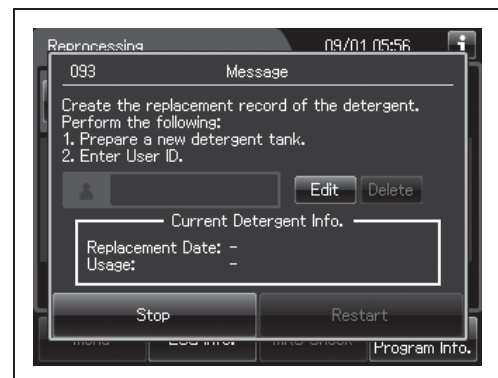 Reprocessing 09/01 05:56 i
093 Message
Create the replacement record of the detergent.
Perform the following:
1. Prepare a new detergent tank.
2. Enter User ID.
Edit Delete
Current Detergent Info.
Replacement Date: -
Usage: -
Stop Restart
Program Info.